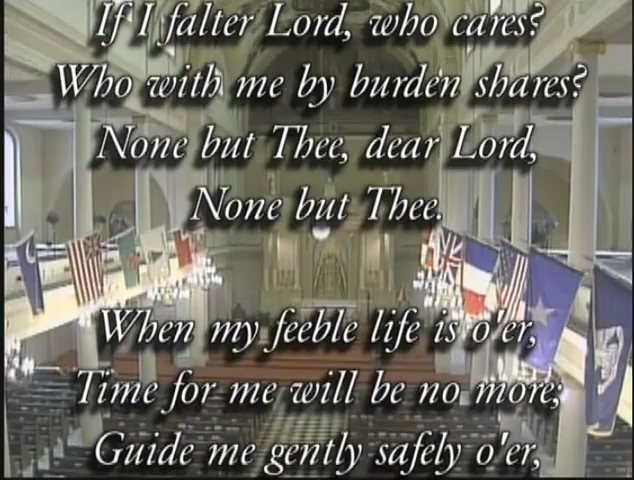 If I falter Lord, who cares?
Who with me by burden shares?
None but Thee, dear Lord,
None but Thee.
When my feeble life is o'er,
Time for me will be no more;
Guide me gently safely o'er,